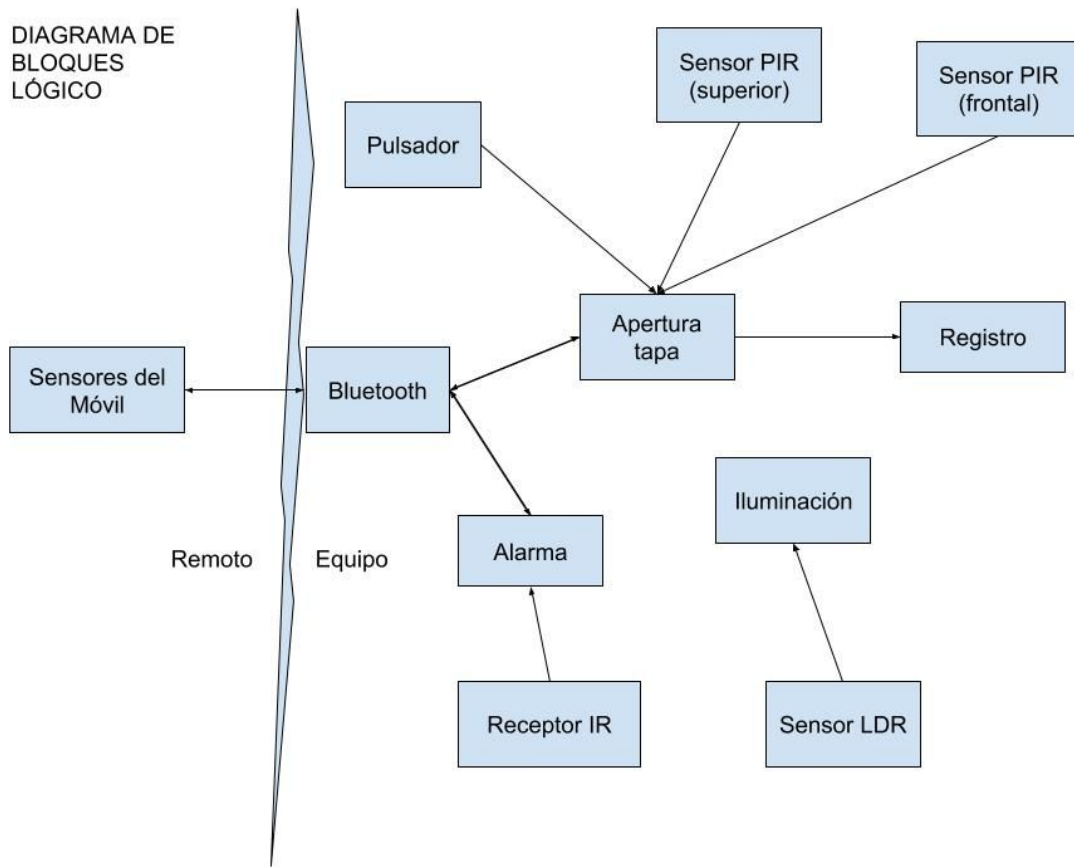 DIAGRAMA DE
BLOQUES
LÓGICO
Sensor PIR
(superior)
Sensor PIR
(frontal)
Pulsador
Apertura
tapa
Registro
Sensores del
Móvil
Bluetooth
Iluminación
Remoto
Equipo
Alarma
Receptor IR
Sensor LDR